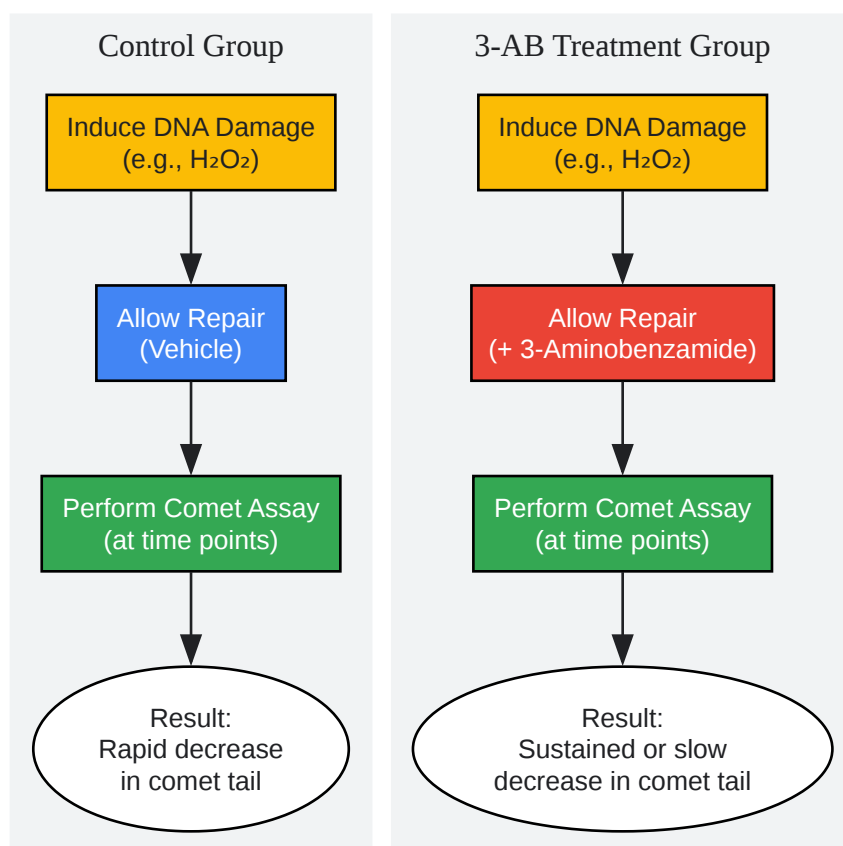 Control Group
Induce DNA Damage
(e.g., H₂O₂)
Allow Repair
(Vehicle)
Perform Comet Assay
(at time points)
Result:
Rapid decrease
in comet tail
3-AB Treatment Group
Induce DNA Damage
(e.g., H₂O₂)
Allow Repair
(+ 3-Aminobenzamide)
Perform Comet Assay
(at time points)
Result:
Sustained or slow
decrease in comet tail